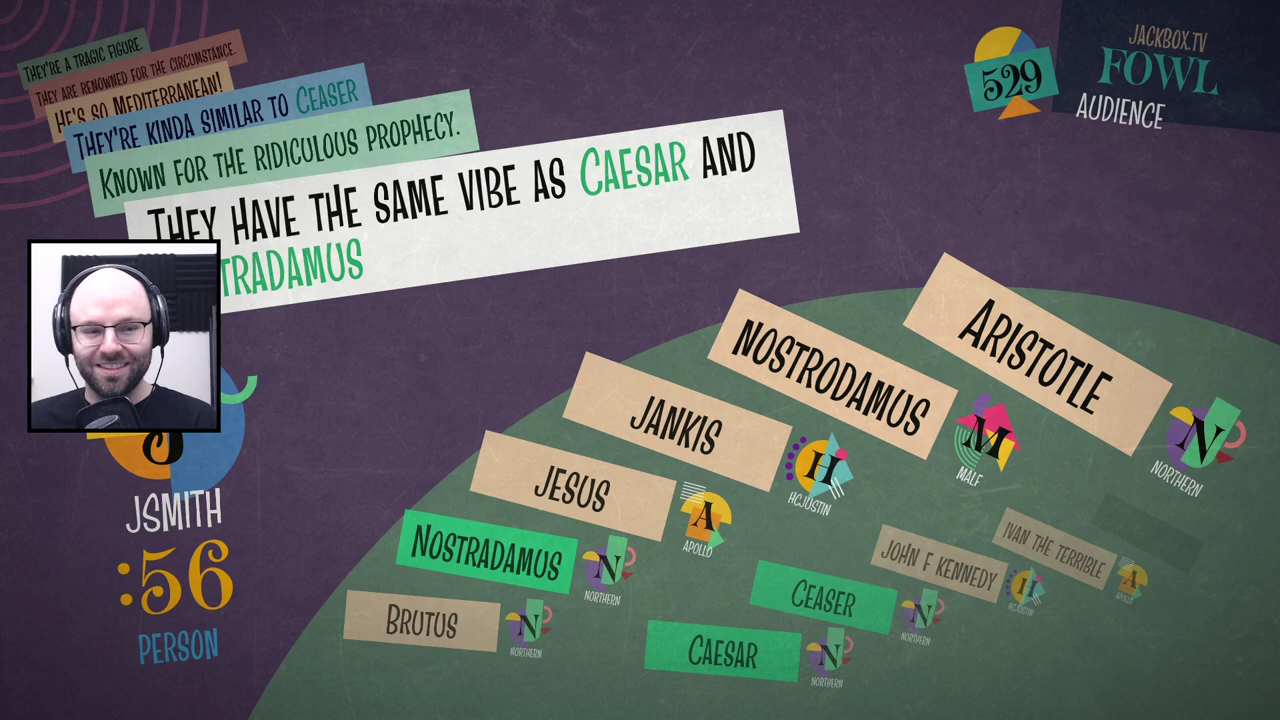 THEY'RE A TRAGIC FIGURE.
THEY ARE RENOWNED FOR THE CIRCUMSTANCE.
HE'S SO MEDITERRANEAN!
THEY'RE KINDA SIMILAR TO CEASER
KNOWN FOR THE RIDICULOUS PROPHECY.
THEY HAVE THE SAME VIBE AS CAESAR AND
TRADAMUS
529
JACKBOX.TV
FOWL
AUDIENCE
ARISTOTLE
N
NORTHERN
NOSTRODAMUS
M
MALF
JANKIS
H
HCJUSTIN
JESUS
A
APOLLO
NOSTRADAMUS
N
NORTHERN
BRUTUS
N
NORTHERN
IVAN THE TERRIBLE
A
APOLLO
JOHN F KENNEDY
H
HCJUSTIN
CEASER
N
NORTHERN
CAESAR
N
NORTHERN
JSMITH
:56
PERSON